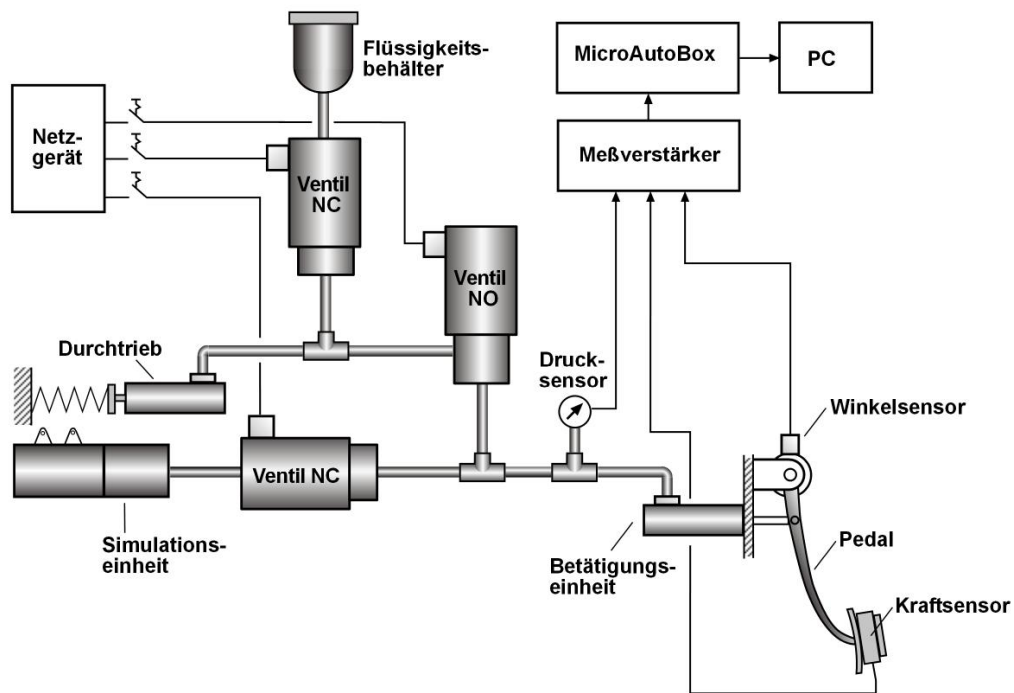 Flüssigkeits-
behälter
MicroAutoBox
PC
Netz-
gerät
Meßverstärker
Ventil
NC
Ventil
NO
Durchtrieb
Druck-
sensor
Winkelsensor
Ventil NC
Simulations-
einheit
Betätigungs-
einheit
Pedal
Kraftsensor